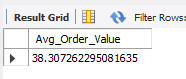 Result Grid Filter Rows:
Avg_Order_Value
38.307262295081635